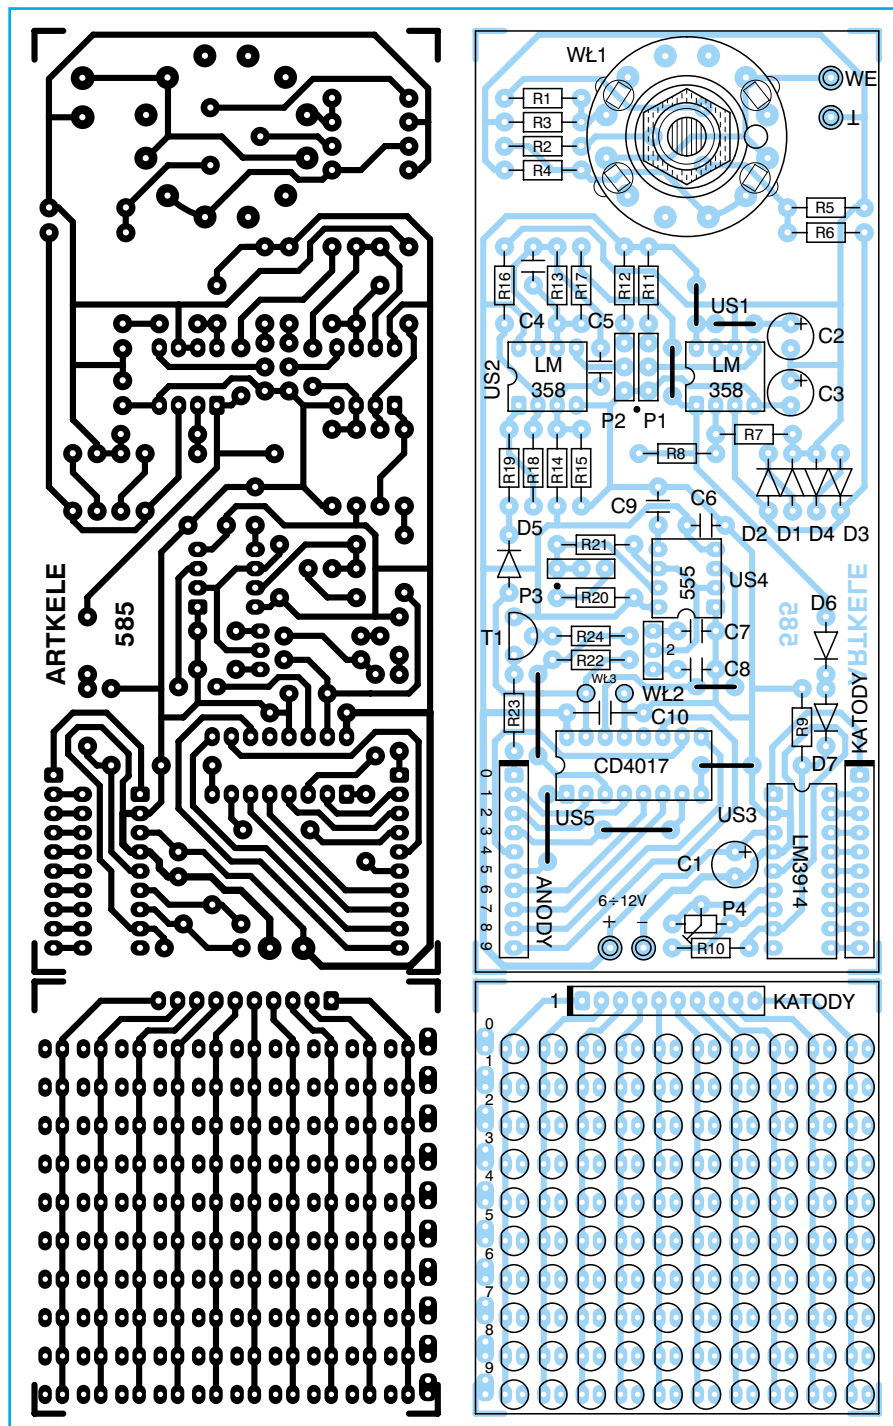 ARTKELE
585
WŁ1
WE
⊥
R1
R3
R2
R4
R5
R6
R16
R13
R17
R12
R11
C4
C5
US1
C2
US2
LM
358
LM
358
C3
P2
P1
R7
R8
R19
R18
R14
R15
C9
C6
D2
D1
D4
D3
D5
R21
555
US4
P3
R20
585
ARTKELE
D6
T1
R24
R22
2
C7
C8
WŁ3
WŁ2
R23
C10
R9
KATODY
D7
CD4017
0
1
2
3
4
5
6
7
8
9
US5
US3
LM3914
C1
ANODY
6÷12V
+
−
P4
R10
1
KATODY
0
1
2
3
4
5
6
7
8
9